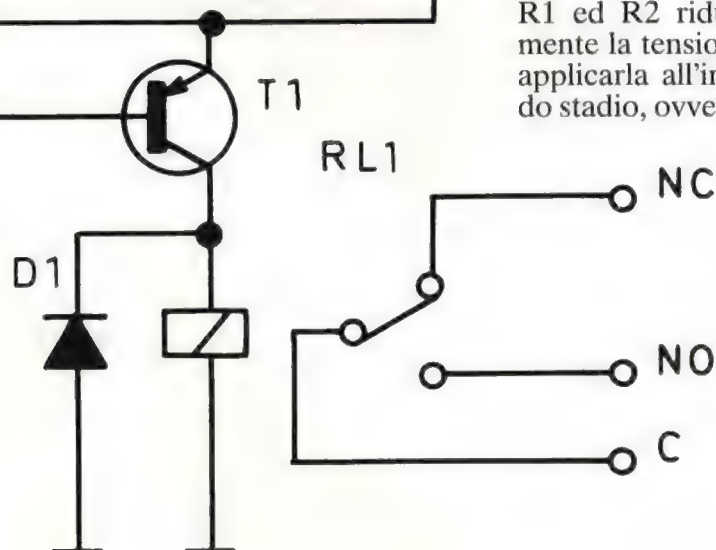 R1 ed R2
mente la
applicarla
do stadio,
T1
RL1
NC
D1
NO
C